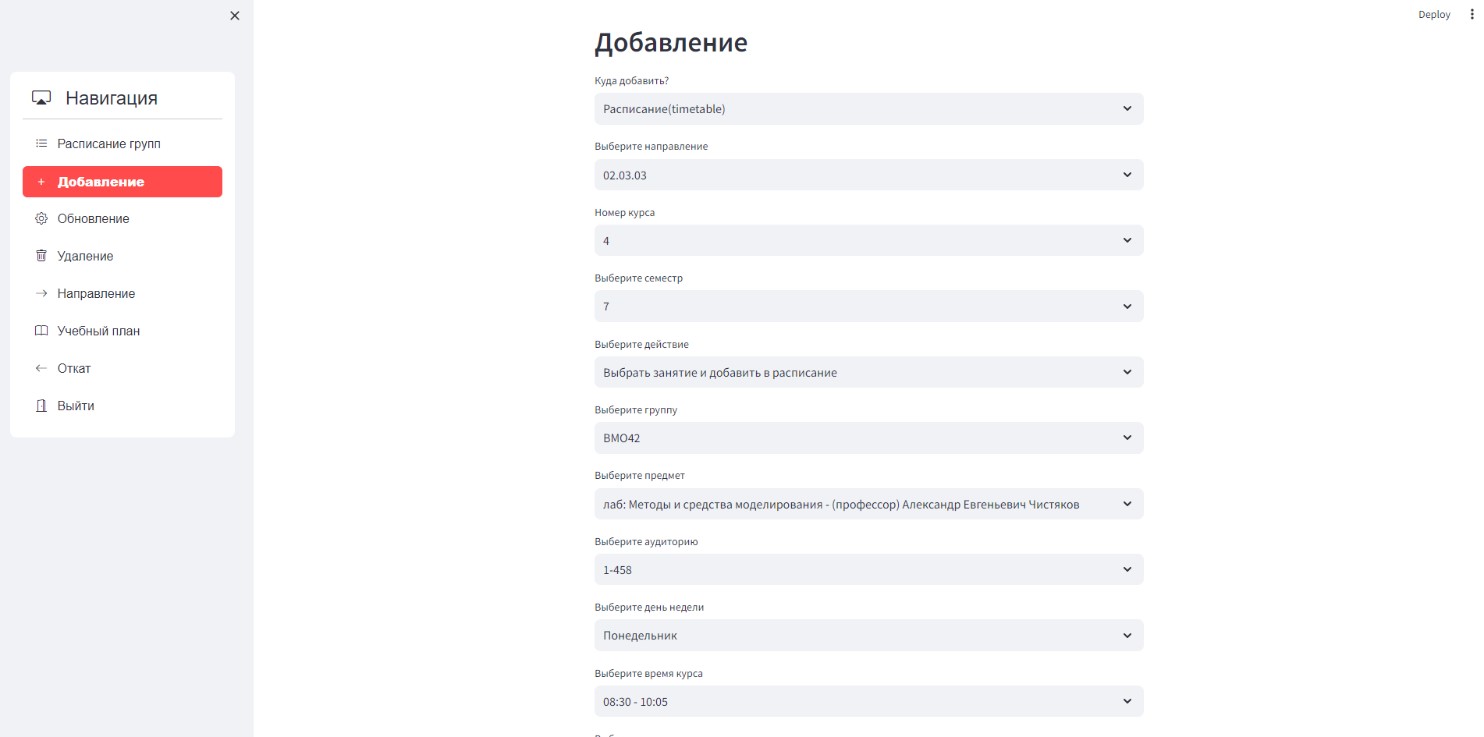 Deploy
Навигация
Расписание групп
Добавление
Обновление
Удаление
Направление
Учебный план
Откат
Выйти
Добавление
Куда добавить?
Расписание(timetable)
Выберите направление
02.03.03
Номер курса
4
Выберите семестр
7
Выберите действие
Выбрать занятие и добавить в расписание
Выберите группу
ВМО42
Выберите предмет
лаб: Методы и средства моделирования - (профессор) Александр Евгеньевич Чистяков
Выберите аудиторию
1-458
Выберите день недели
Понедельник
Выберите время курса
08:30 - 10:05